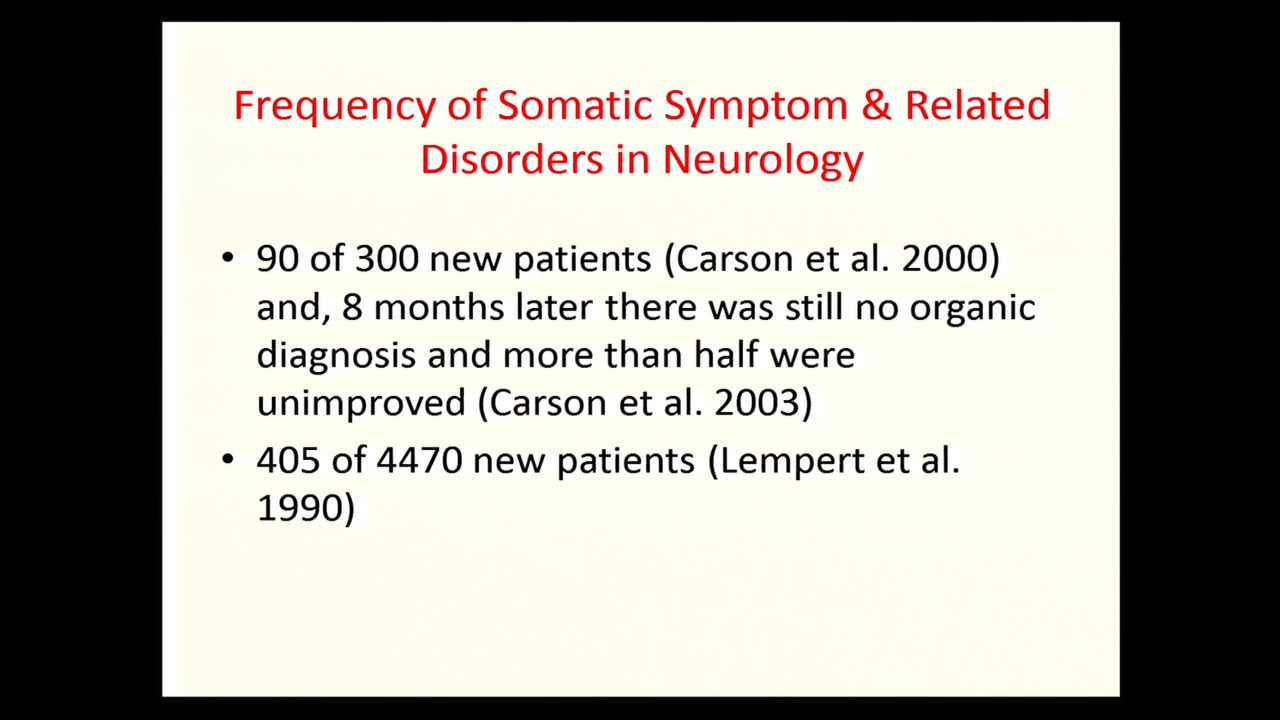 Frequency of Somatic Symptom & Related
Disorders in Neurology
• 90 of 300 new patients (Carson et al. 2000)
and, 8 months later there was still no organic
diagnosis and more than half were
unimproved (Carson et al. 2003)
• 405 of 4470 new patients (Lempert et al.
1990)